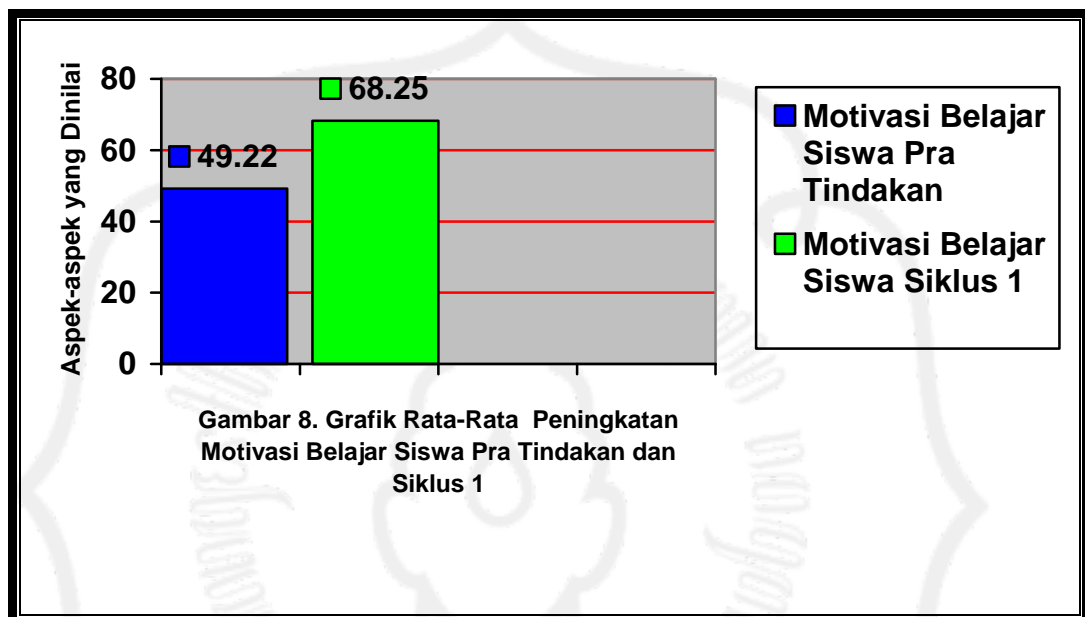 Aspek-aspek yang Dinilai
80
60
40
20
0
49.22
68.25
Motivasi Belajar
Siswa Pra
Tindakan
Motivasi Belajar
Siswa Siklus 1
Gambar 8. Grafik Rata-Rata  Peningkatan
Motivasi Belajar Siswa Pra Tindakan dan
Siklus 1